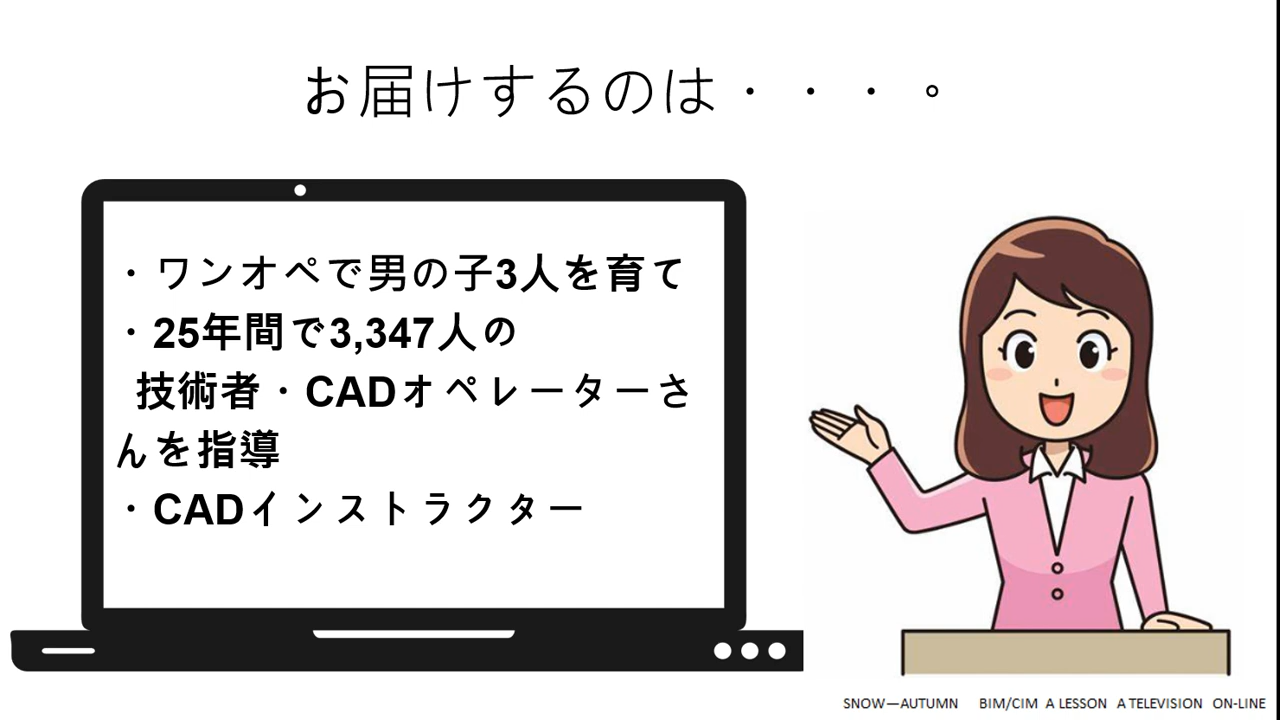 お届けするのは・・・。
・ワンオペで男の子3人を育て
・25年間で3,347人の
技術者・CADオペレーターさ
んを指導
・CADインストラクター
SNOW―AUTUMN BIM/CIM A LESSON A TELEVISION ON-LINE